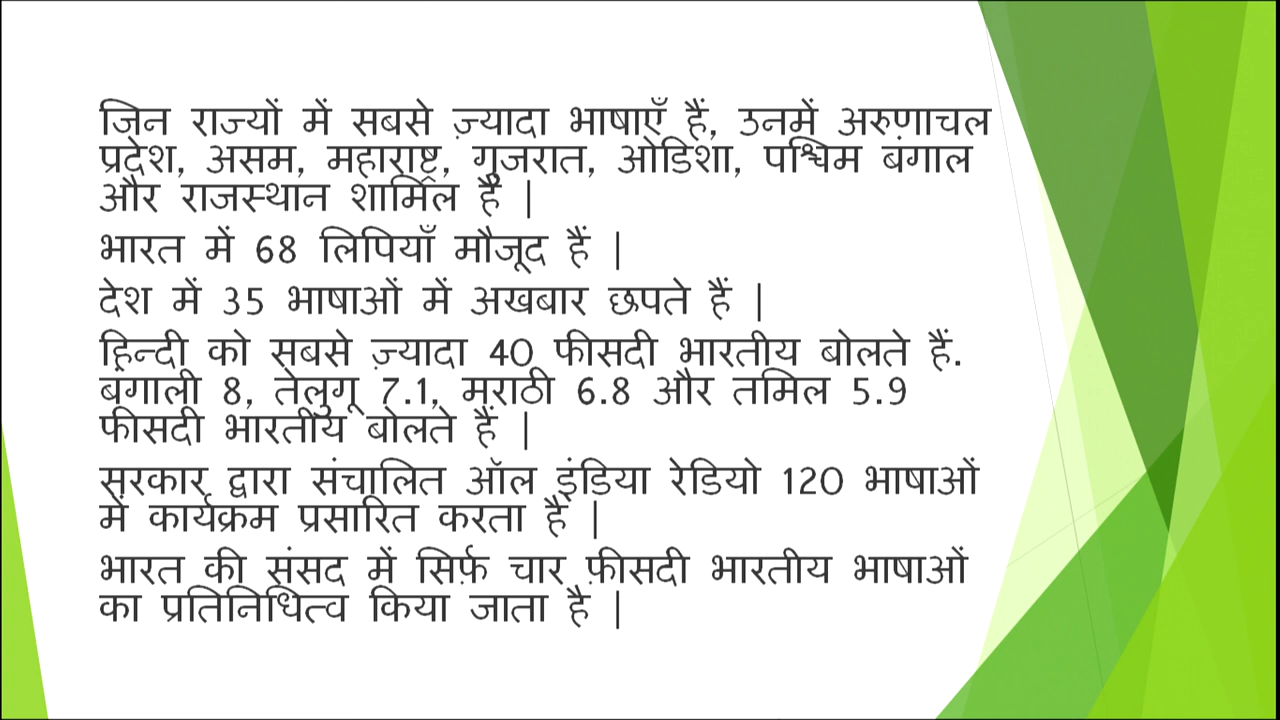 जिन राज्यों में सबसे ज़्यादा भाषाएँ हैं, उनमें अरुणाचल
प्रदेश, असम, महाराष्ट्र, गुजरात, ओडिशा, पश्चिम बंगाल
और राजस्थान शामिल हैं |
भारत में 68 लिपियाँ मौजूद हैं |
देश में 35 भाषाओं में अखबार छपते हैं |
हिन्दी को सबसे ज़्यादा 40 फीसदी भारतीय बोलते हैं.
बंगाली 8, तेलुगू 7.1, मराठी 6.8 और तमिल 5.9
फीसदी भारतीय बोलते हैं |
सरकार द्वारा संचालित ऑल इंडिया रेडियो 120 भाषाओं
में कार्यक्रम प्रसारित करता है |
भारत की संसद में सिर्फ़ चार फ़ीसदी भारतीय भाषाओं
का प्रतिनिधित्व किया जाता है |